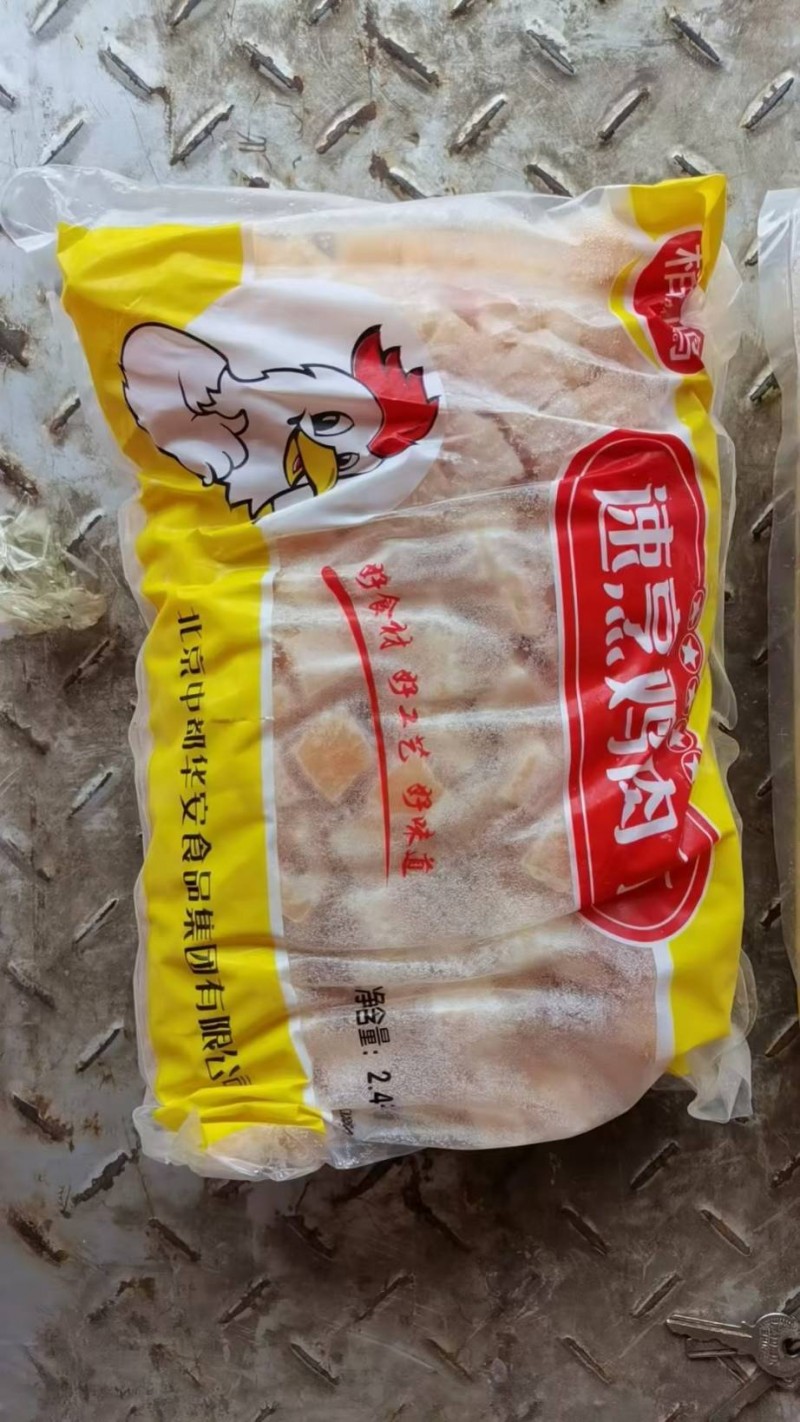 速烹鸡肉丁
好食材 好工艺 好味道
净含量: 2.4
北京中都华安食品集团有限公司